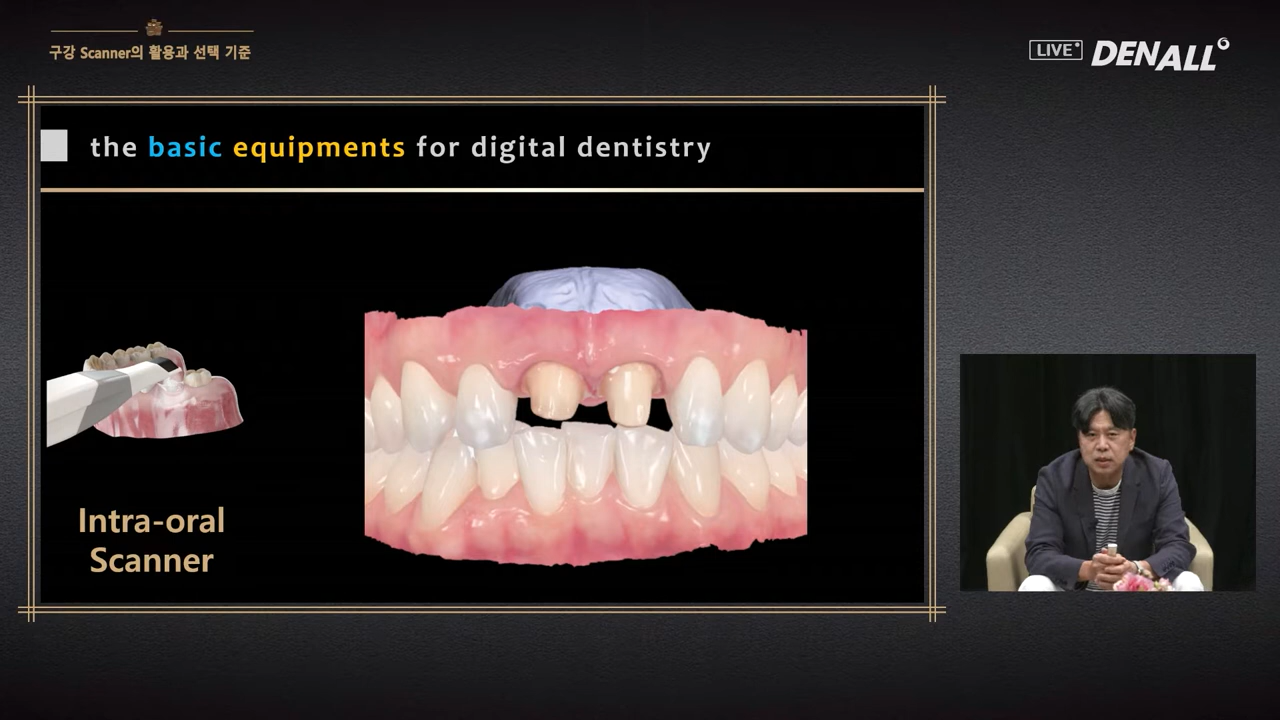 구강 Scanner의 활용과 선택 기준
LIVE
DENALL
the basic equipments for digital dentistry
Intra-oral
Scanner